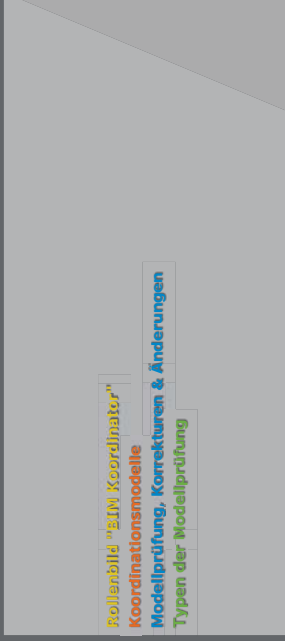 Rollenbild "BIM Koordinator"
Koordinationsmodelle
Modellprüfung, Korrekturen & Änderungen
Typen der Modellprüfung